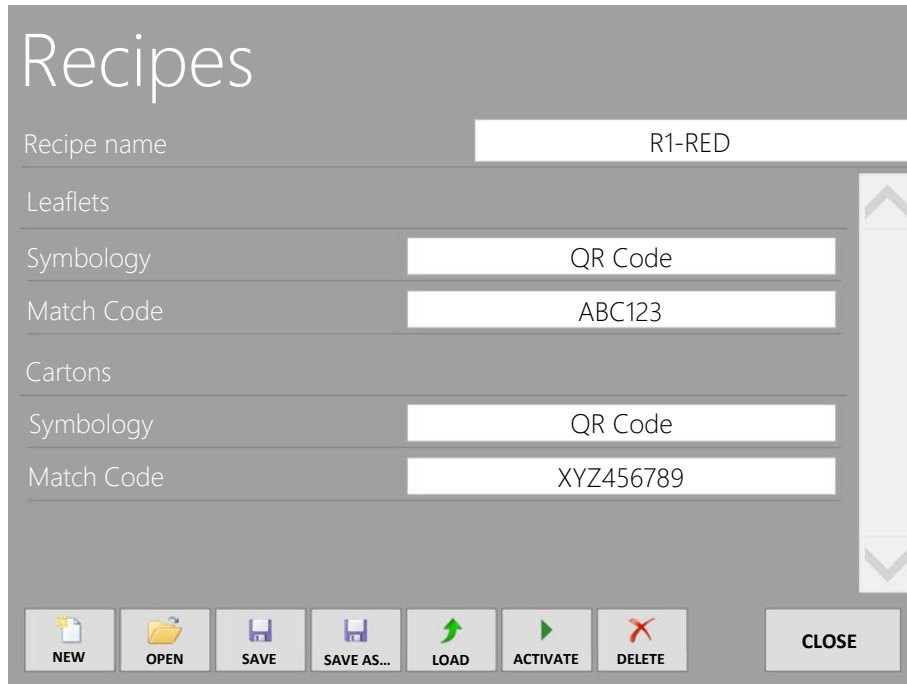 Recipes
Recipe name R1-RED
Leaflets
Symbology QR Code
Match Code ABC123
Cartons
Symbology QR Code
Match Code XYZ456789
NEW OPEN SAVE SAVE AS... LOAD ACTIVATE DELETE CLOSE